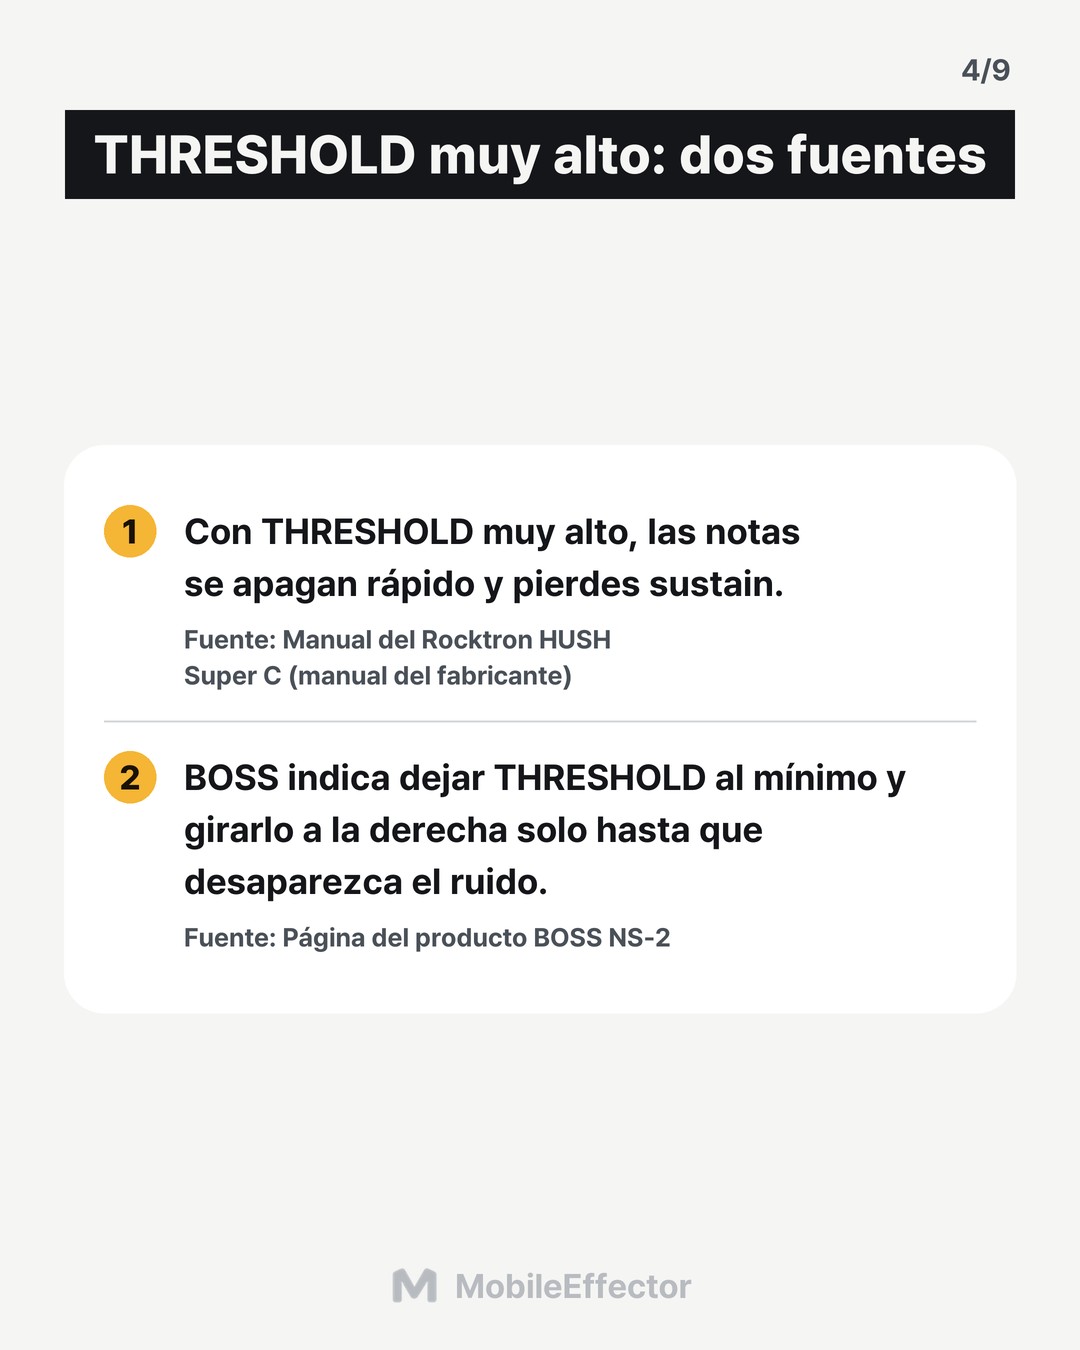 4/9
THRESHOLD muy alto: dos fuentes
1
Con THRESHOLD muy alto, las notas
se apagan rápido y pierdes sustain.
Fuente: Manual del Rocktron HUSH
Super C (manual del fabricante)
2
BOSS indica dejar THRESHOLD al mínimo y
girarlo a la derecha solo hasta que
desaparezca el ruido.
Fuente: Página del producto BOSS NS-2
MobileEffector